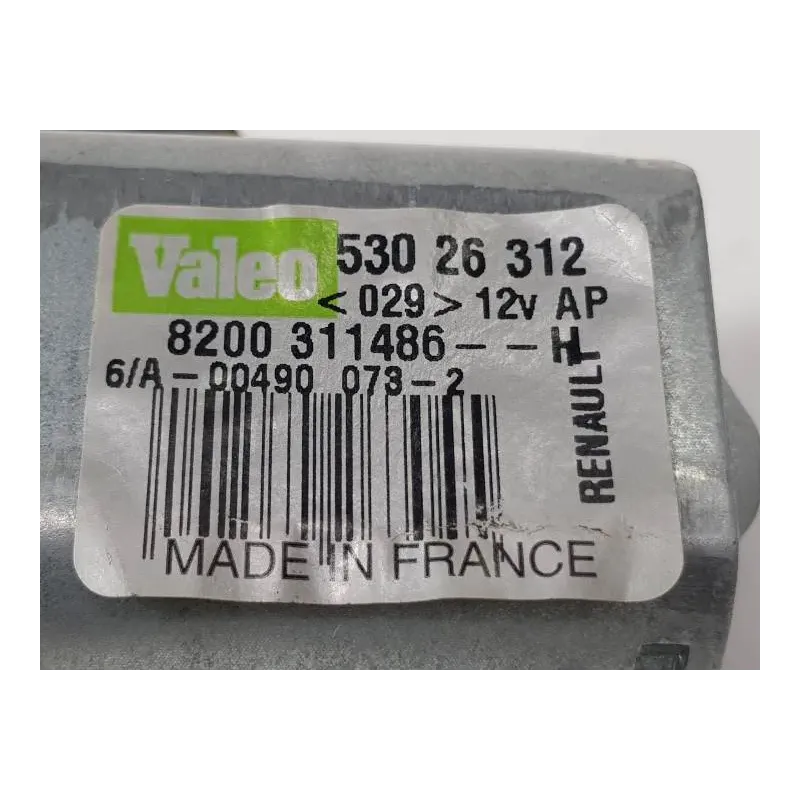 Valeo 530 26 312
<029> 12v AP
8200 311486--H
6/A-00490 073-2
RENAULT
MADE IN FRANCE